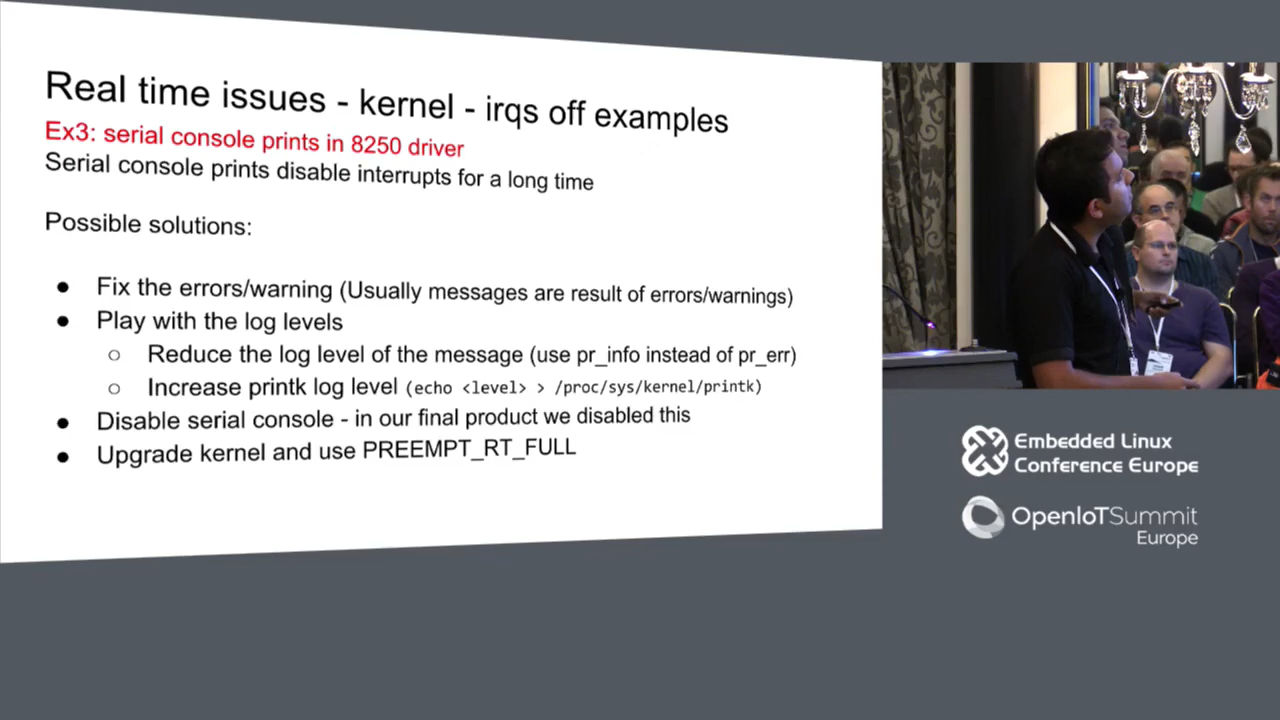 Real time issues - kernel - irqs off examples
Ex3: serial console prints in 8250 driver
Serial console prints disable interrupts for a long time
Possible solutions:
● Fix the errors/warning (Usually messages are result of errors/warnings)
● Play with the log levels
○ Reduce the log level of the message (use pr_info instead of pr_err)
○ Increase printk log level (echo <level> > /proc/sys/kernel/printk)
● Disable serial console - in our final product we disabled this
● Upgrade kernel and use PREEMPT_RT_FULL
Embedded Linux
Conference Europe
OpenIoTSummit
Europe